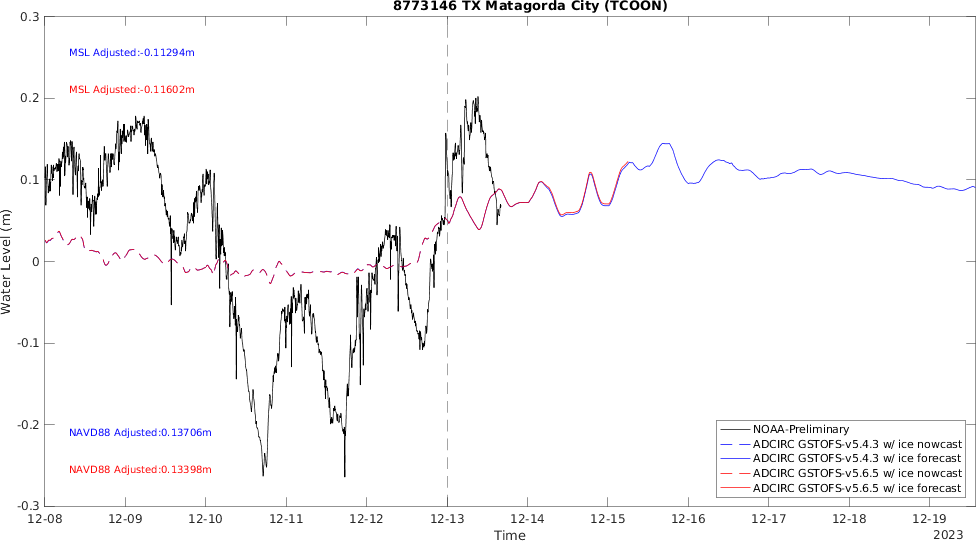 8773146 TX Matagorda City (TCOON)
0.3
0.2
0.1
0
-0.1
-0.2
-0.3
Water Level (m)
MSL Adjusted:-0.11294m
MSL Adjusted:-0.11602m
NAVD88 Adjusted:0.13706m
NAVD88 Adjusted:0.13398m
NOAA-Preliminary
ADCIRC GSTOFS-v5.4.3 w/ ice nowcast
ADCIRC GSTOFS-v5.4.3 w/ ice forecast
ADCIRC GSTOFS-v5.6.5 w/ ice nowcast
ADCIRC GSTOFS-v5.6.5 w/ ice forecast
12-08 12-09 12-10 12-11 12-12 12-13 12-14 12-15 12-16 12-17 12-18 12-19
Time
2023